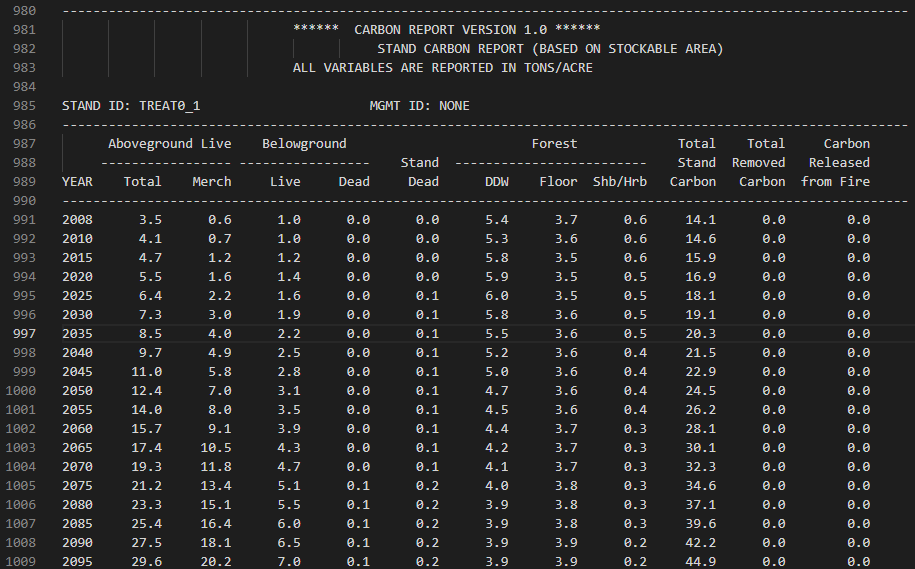 980 --------------------------------------------------------------------------------------------------------------
981                               ****** CARBON REPORT VERSION 1.0 ******
982                                          STAND CARBON REPORT (BASED ON STOCKABLE AREA)
983                               ALL VARIABLES ARE REPORTED IN TONS/ACRE
984
985 STAND ID: TREAT0_1                      MGMT ID: NONE
986 --------------------------------------------------------------------------------------------------------------
987       Aboveground Live    Belowground                        Forest             Total    Total     Carbon
988      ----------------- -----------------    Stand  -------------------------    Stand  Removed   Released
989 YEAR    Total    Merch     Live     Dead     Dead      DDW    Floor  Shb/Hrb   Carbon   Carbon  from Fire
990 --------------------------------------------------------------------------------------------------------------
991 2008      3.5      0.6      1.0      0.0      0.0      5.4      3.7      0.6     14.1      0.0        0.0
992 2010      4.1      0.7      1.0      0.0      0.0      5.3      3.6      0.6     14.6      0.0        0.0
993 2015      4.7      1.2      1.2      0.0      0.0      5.8      3.5      0.6     15.9      0.0        0.0
994 2020      5.5      1.6      1.4      0.0      0.0      5.9      3.5      0.5     16.9      0.0        0.0
995 2025      6.4      2.2      1.6      0.0      0.1      6.0      3.5      0.5     18.1      0.0        0.0
996 2030      7.3      3.0      1.9      0.0      0.1      5.8      3.6      0.5     19.1      0.0        0.0
997 2035      8.5      4.0      2.2      0.0      0.1      5.5      3.6      0.5     20.3      0.0        0.0
998 2040      9.7      4.9      2.5      0.0      0.1      5.2      3.6      0.4     21.5      0.0        0.0
999 2045     11.0      5.8      2.8      0.0      0.1      5.0      3.6      0.4     22.9      0.0        0.0
1000 2050     12.4      7.0      3.1      0.0      0.1      4.7      3.6      0.4     24.5      0.0        0.0
1001 2055     14.0      8.0      3.5      0.0      0.1      4.5      3.6      0.4     26.2      0.0        0.0
1002 2060     15.7      9.1      3.9      0.0      0.1      4.4      3.7      0.3     28.1      0.0        0.0
1003 2065     17.4     10.5      4.3      0.0      0.1      4.2      3.7      0.3     30.1      0.0        0.0
1004 2070     19.3     11.8      4.7      0.0      0.1      4.1      3.7      0.3     32.3      0.0        0.0
1005 2075     21.2     13.4      5.1      0.1      0.2      4.0      3.8      0.3     34.6      0.0        0.0
1006 2080     23.3     15.1      5.5      0.1      0.2      3.9      3.8      0.3     37.1      0.0        0.0
1007 2085     25.4     16.4      6.0      0.1      0.2      3.9      3.8      0.3     39.6      0.0        0.0
1008 2090     27.5     18.1      6.5      0.1      0.2      3.9      3.9      0.2     42.2      0.0        0.0
1009 2095     29.6     20.2      7.0      0.1      0.2      3.9      3.9      0.2     44.9      0.0        0.0